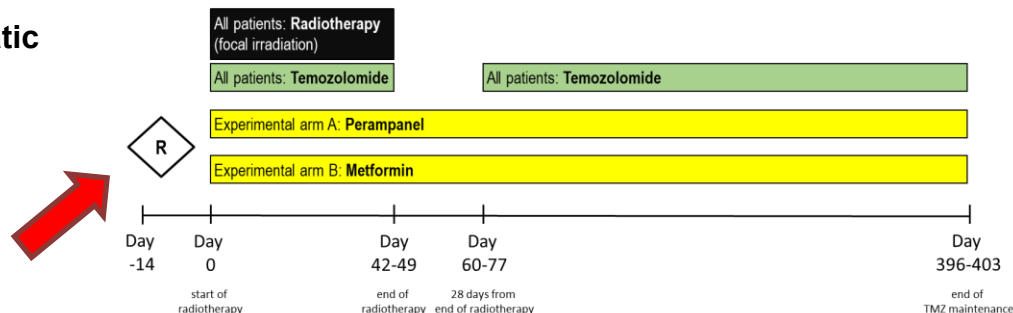 tic
All patients: Radiotherapy
(focal irradiation)
All patients: Temozolomide
All patients: Temozolomide
Experimental arm A: Perampanel
R
Experimental arm B: Metformin
Day
-14
Day
0
Day
42-49
Day
60-77
Day
396-403
start of
radiotherapy
end of
radiotherapy
28 days from
end of radiotherapy
end of
TMZ maintenance